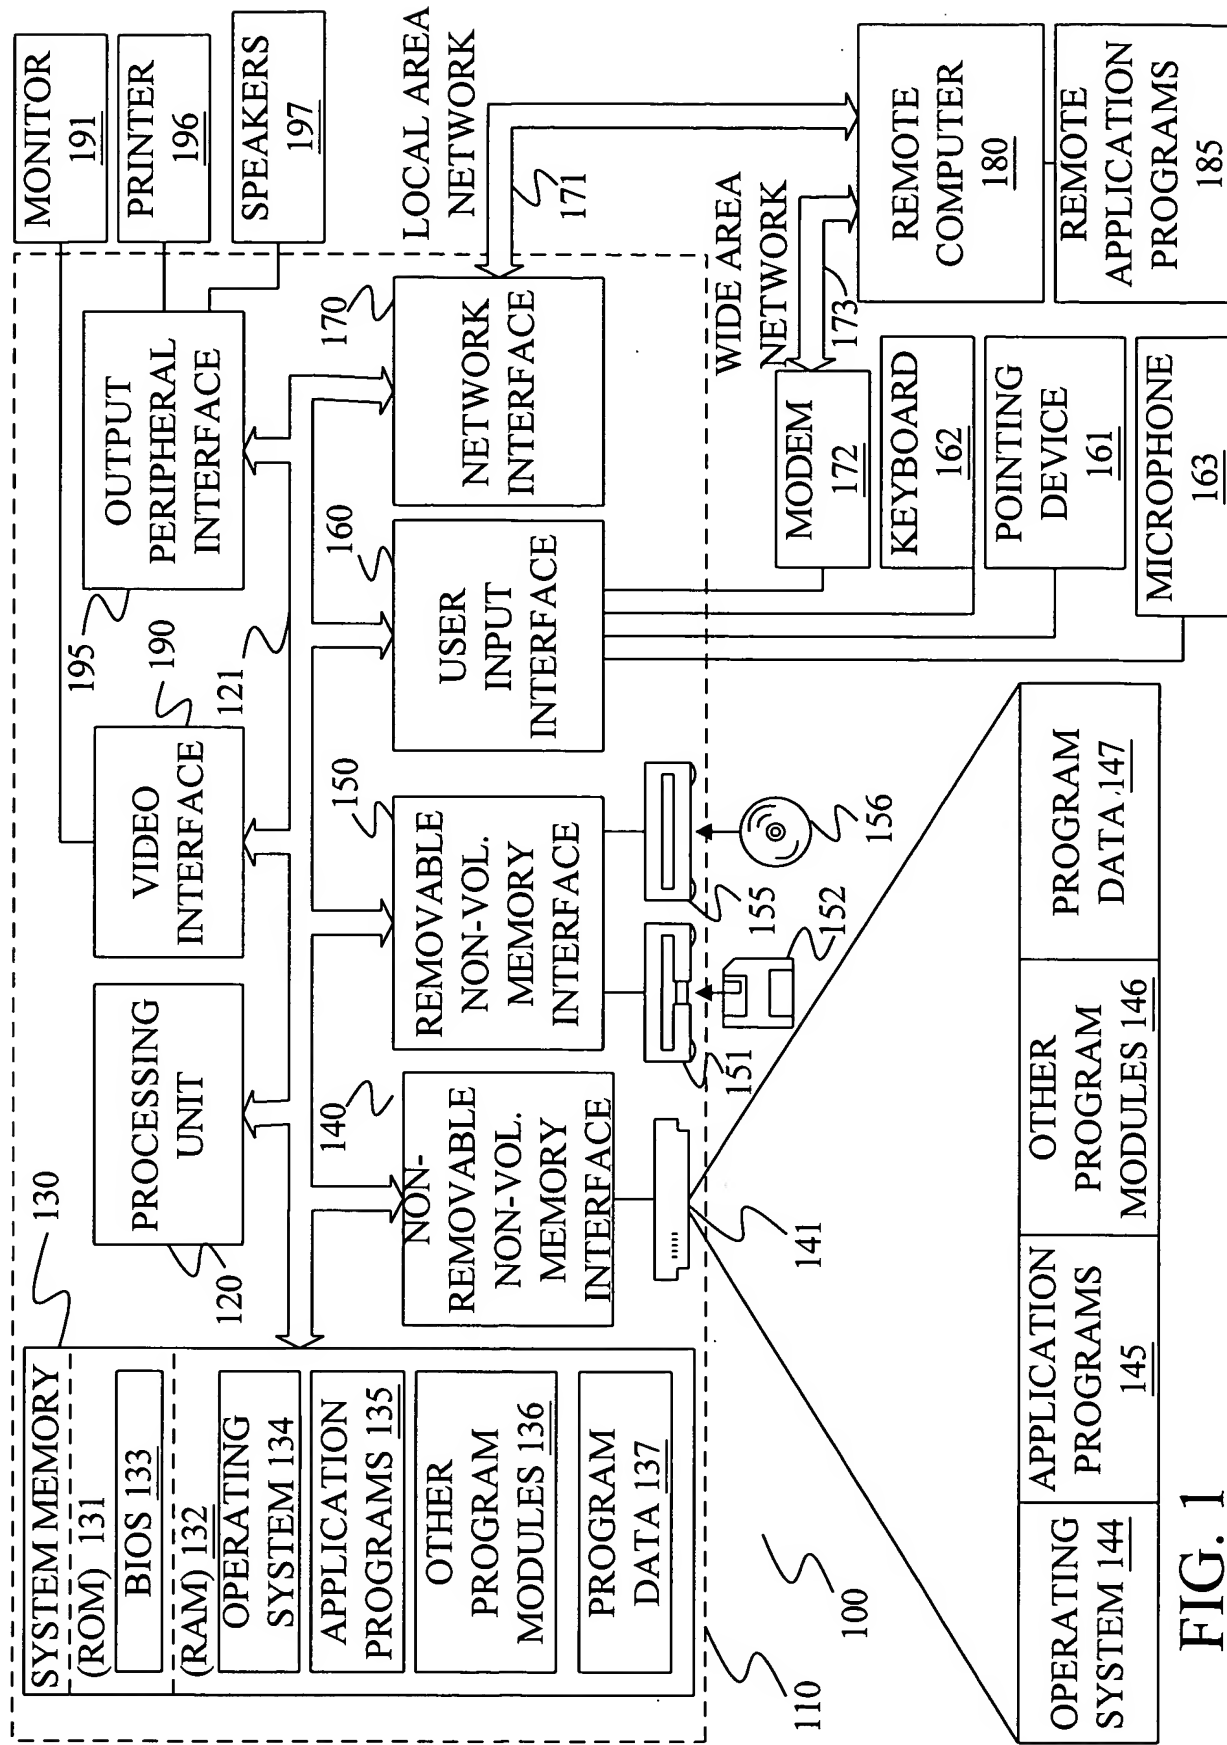 SYSTEM MEMORY
(ROM) 131
BIOS 133
(RAM) 132
OPERATING
SYSTEM 134
APPLICATION
PROGRAMS 135
OTHER
PROGRAM
MODULES 136
PROGRAM
DATA 137
130
PROCESSING
UNIT
120
VIDEO
INTERFACE
190
121
OUTPUT
PERIPHERAL
INTERFACE
195
MONITOR
191
PRINTER
196
SPEAKERS
197
NON-
REMOVABLE
NON-VOL.
MEMORY
INTERFACE
140
REMOVABLE
NON-VOL.
MEMORY
INTERFACE
150
USER
INPUT
INTERFACE
160
NETWORK
INTERFACE
170
LOCAL AREA
NETWORK
171
141
151
152
155
156
WIDE AREA
NETWORK
173
MODEM
172
KEYBOARD
162
POINTING
DEVICE
161
MICROPHONE
163
REMOTE
COMPUTER
180
REMOTE
APPLICATION
PROGRAMS
185
110
100
OPERATING
SYSTEM 144
APPLICATION
PROGRAMS
145
OTHER
PROGRAM
MODULES 146
PROGRAM
DATA 147
FIG. 1